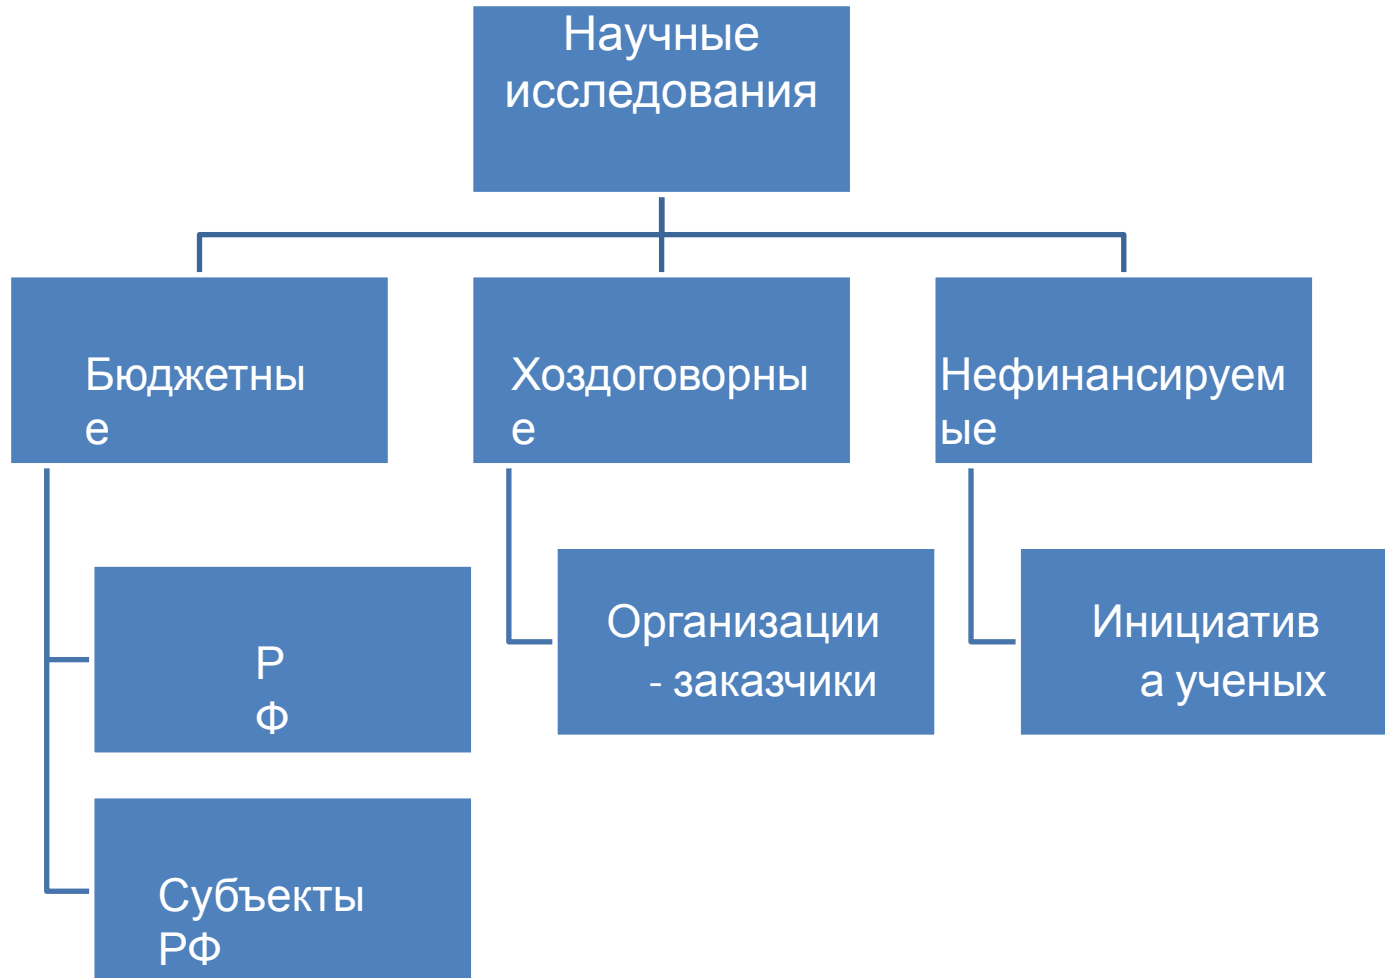 Научные
исследования
Бюджетны
е
Хоздоговорны
е
Нефинансируем
ые
Р
Ф
Субъекты
РФ
Организации
- заказчики
Инициатив
а ученых